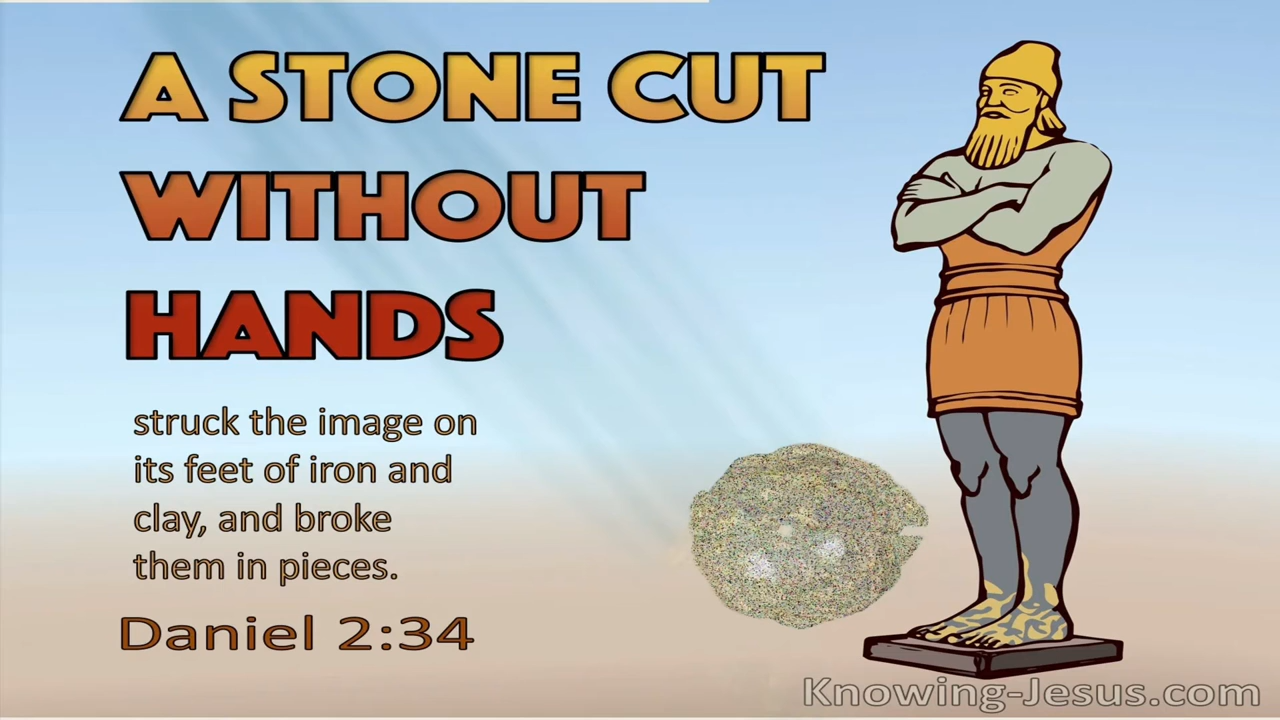 A STONE CUT
WITHOUT
HANDS
struck the image on
its feet of iron and
clay, and broke
them in pieces.
Daniel 2:34
Knowing-Jesus.com